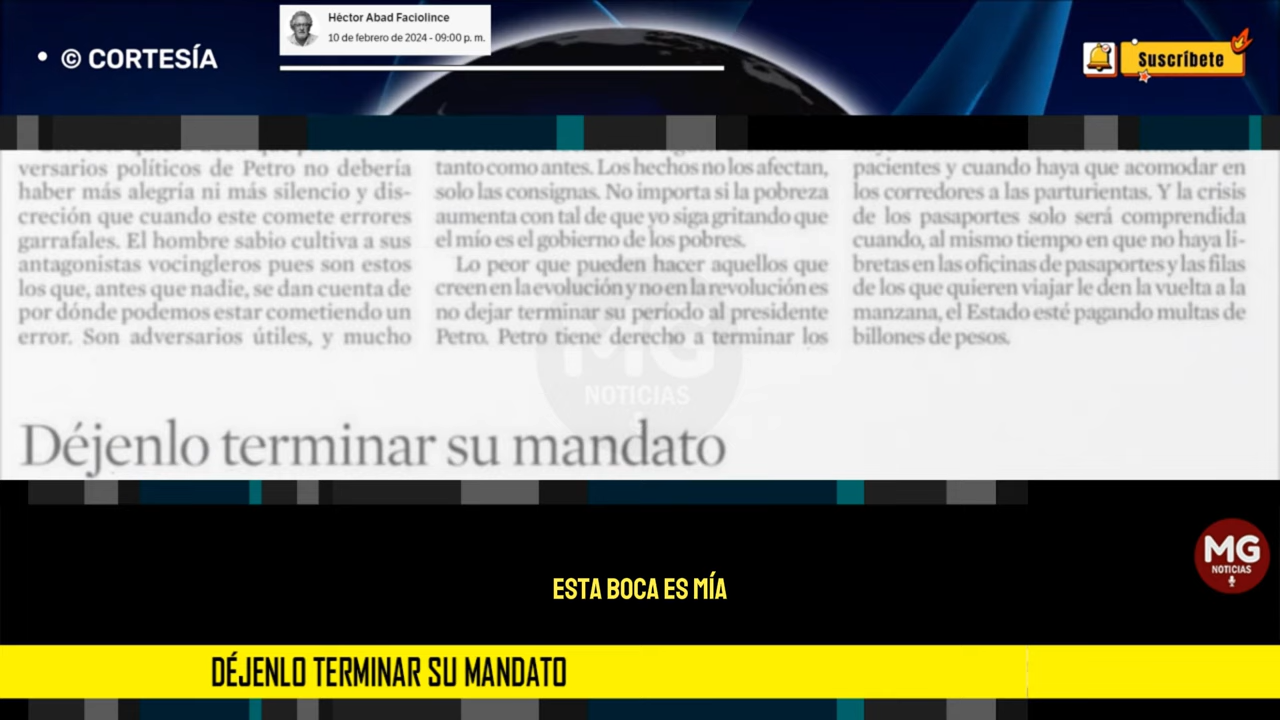 • © CORTESÍA
Héctor Abad Faciolince
10 de febrero de 2024 - 09:00 p. m.
Suscríbete
versarios políticos de Petro no debería
haber más alegría ni más silencio y dis-
creción que cuando este comete errores
garrafales. El hombre sabio cultiva a sus
antagonistas vocingleros pues son estos
los que, antes que nadie, se dan cuenta de
por dónde podemos estar cometiendo un
error. Son adversarios útiles, y mucho
tanto como antes. Los hechos no los afectan,
solo las consignas. No importa si la pobreza
aumenta con tal de que yo siga gritando que
el mío es el gobierno de los pobres.
Lo peor que pueden hacer aquellos que
creen en la evolución y no en la revolución es
no dejar terminar su período al presidente
Petro. Petro tiene derecho a terminar los
pacientes y cuando haya que acomodar en
los corredores a las parturientas. Y la crisis
de los pasaportes solo será comprendida
cuando, al mismo tiempo en que no haya li-
bretas en las oficinas de pasaportes y las filas
de los que quieren viajar le den la vuelta a la
manzana, el Estado esté pagando multas de
billones de pesos.
MG
NOTICIAS
Déjenlo terminar su mandato
MG
NOTICIAS
ESTA BOCA ES MÍA
DÉJENLO TERMINAR SU MANDATO